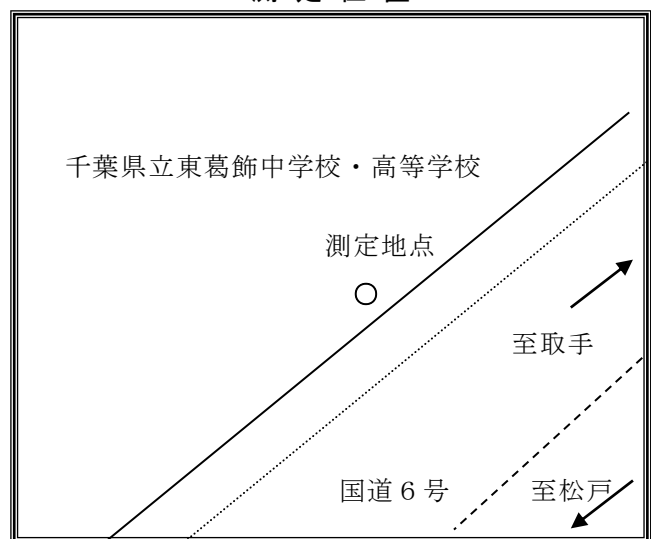 千葉県立東葛飾中学校・高等学校
測定地点
至取手
国道６号
至松戸